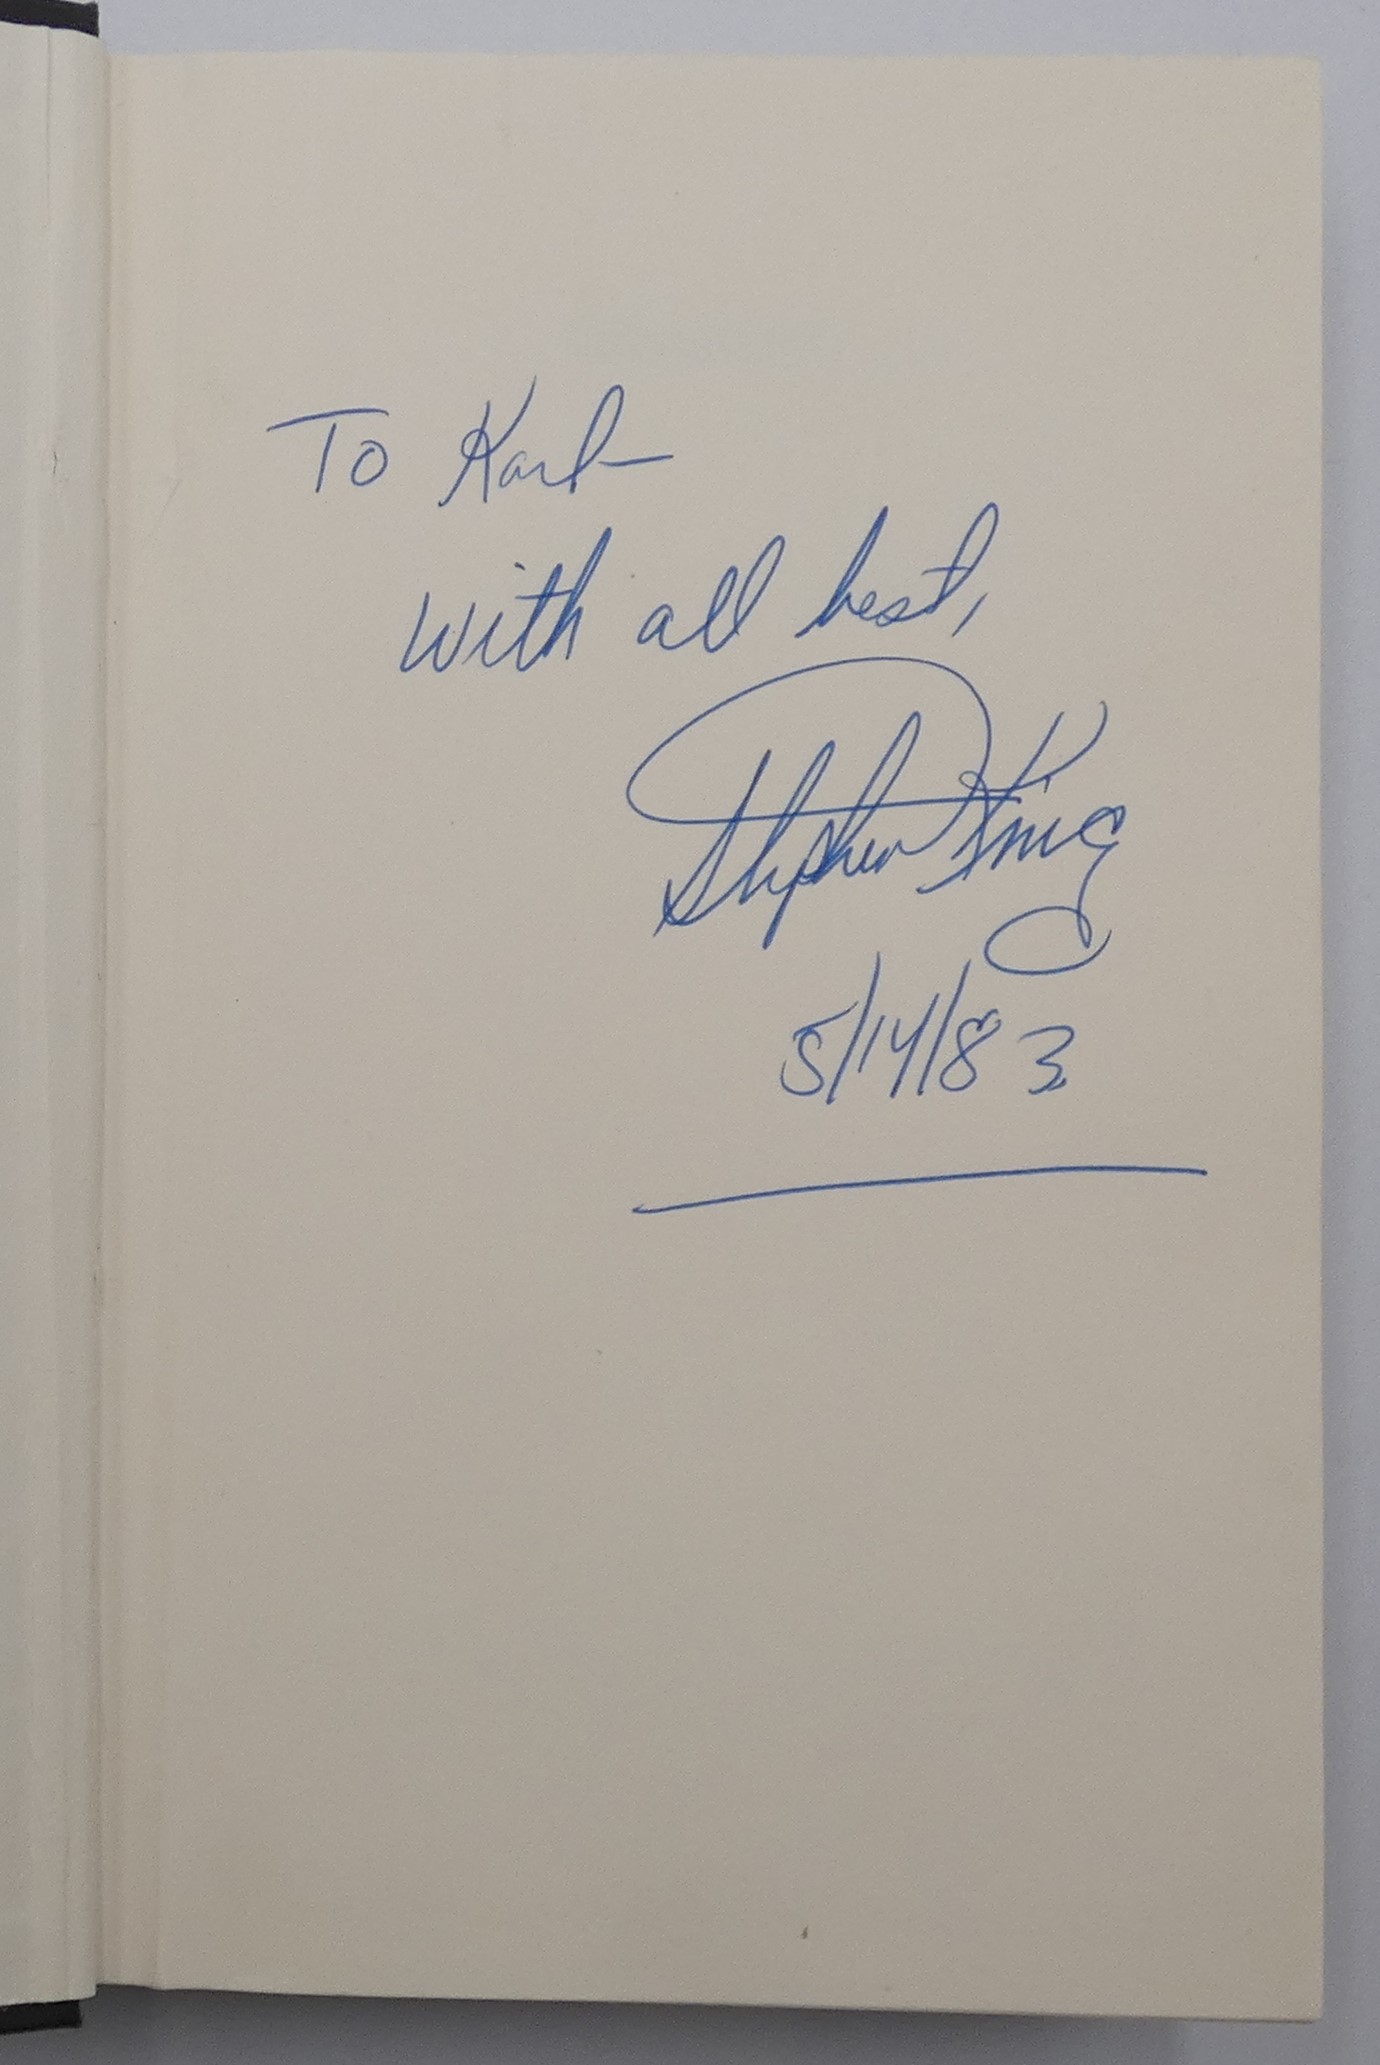 To Karl—
with all best,
Stephen King
5/14/83